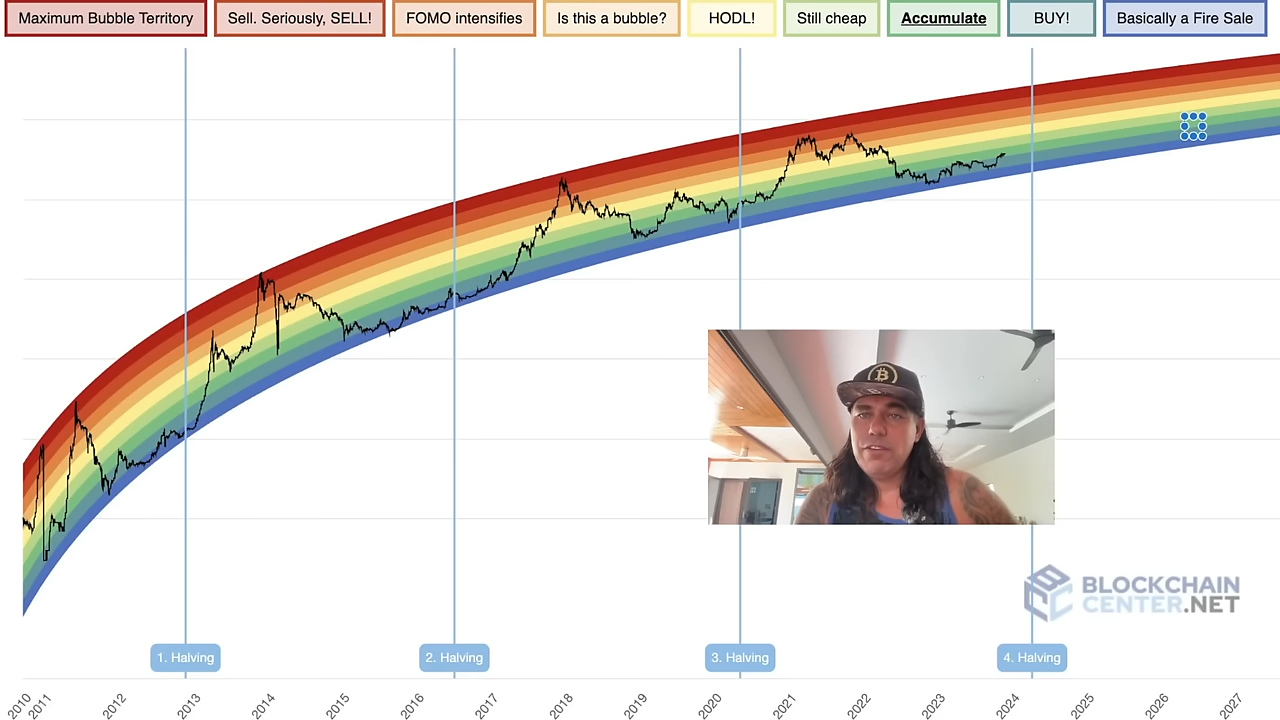 Maximum Bubble Territory
Sell. Seriously, SELL!
FOMO intensifies
Is this a bubble?
HODL!
Still cheap
Accumulate
BUY!
Basically a Fire Sale
BLOCKCHAIN
CENTER.NET
1. Halving
2. Halving
3. Halving
4. Halving
2010
2011
2012
2013
2014
2015
2016
2017
2018
2019
2020
2021
2022
2023
2024
2025
2026
2027